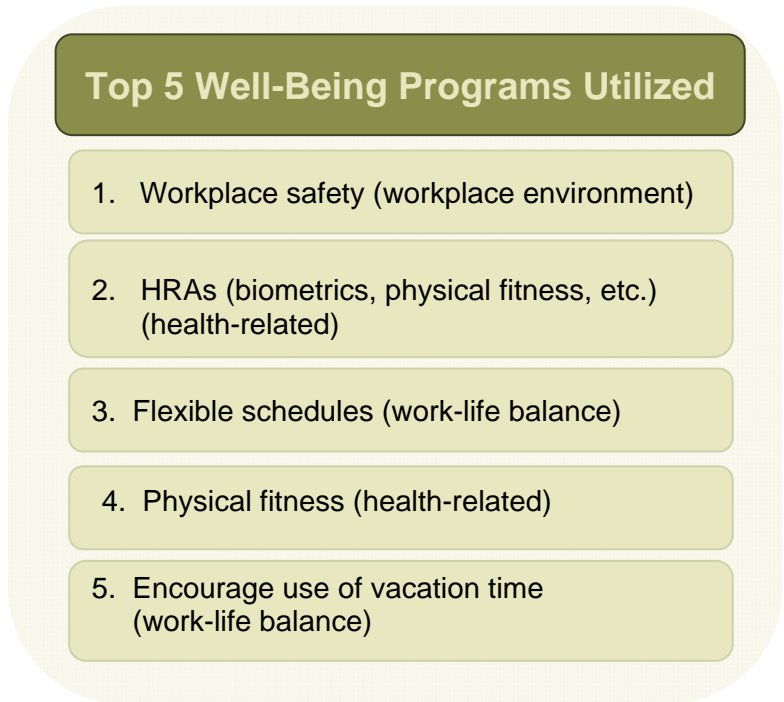 Top 5 Well-Being Programs Utilized
1. Workplace safety (workplace environment)
2. HRAs (biometrics, physical fitness, etc.)
(health-related)
3. Flexible schedules (work-life balance)
4. Physical fitness (health-related)
5. Encourage use of vacation time
(work-life balance)